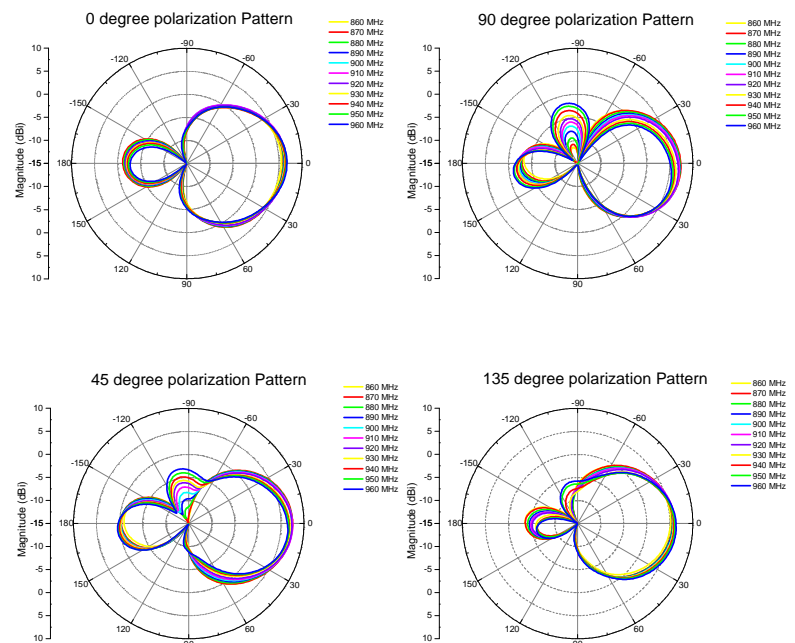 0 degree polarization Pattern
860 MHz
870 MHz
880 MHz
890 MHz
900 MHz
910 MHz
920 MHz
930 MHz
940 MHz
950 MHz
960 MHz
Magnitude (dBi)
10
5
0
-5
-10
-15
-10
-5
0
5
10
-90
-120
-60
-150
-30
180
0
150
30
120
60
90
90 degree polarization Pattern
860 MHz
870 MHz
880 MHz
890 MHz
900 MHz
910 MHz
920 MHz
930 MHz
940 MHz
950 MHz
960 MHz
Magnitude (dBi)
10
5
0
-5
-10
-15
-10
-5
0
5
10
-90
-120
-60
-150
-30
180
0
150
30
120
60
90
45 degree polarization Pattern
860 MHz
870 MHz
880 MHz
890 MHz
900 MHz
910 MHz
920 MHz
930 MHz
940 MHz
950 MHz
960 MHz
Magnitude (dBi)
10
5
0
-5
-10
-15
-10
-5
0
5
10
-90
-120
-60
-150
-30
180
0
150
30
120
60
135 degree polarization Pattern
860 MHz
870 MHz
880 MHz
890 MHz
900 MHz
910 MHz
920 MHz
930 MHz
940 MHz
950 MHz
960 MHz
Magnitude (dBi)
10
5
0
-5
-10
-15
-10
-5
0
5
10
-90
-120
-60
-150
-30
180
0
150
30
120
60